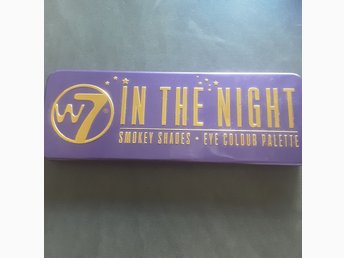 W7
IN THE NIGHT
SMOKEY SHADES • EYE COLOUR PALETTE